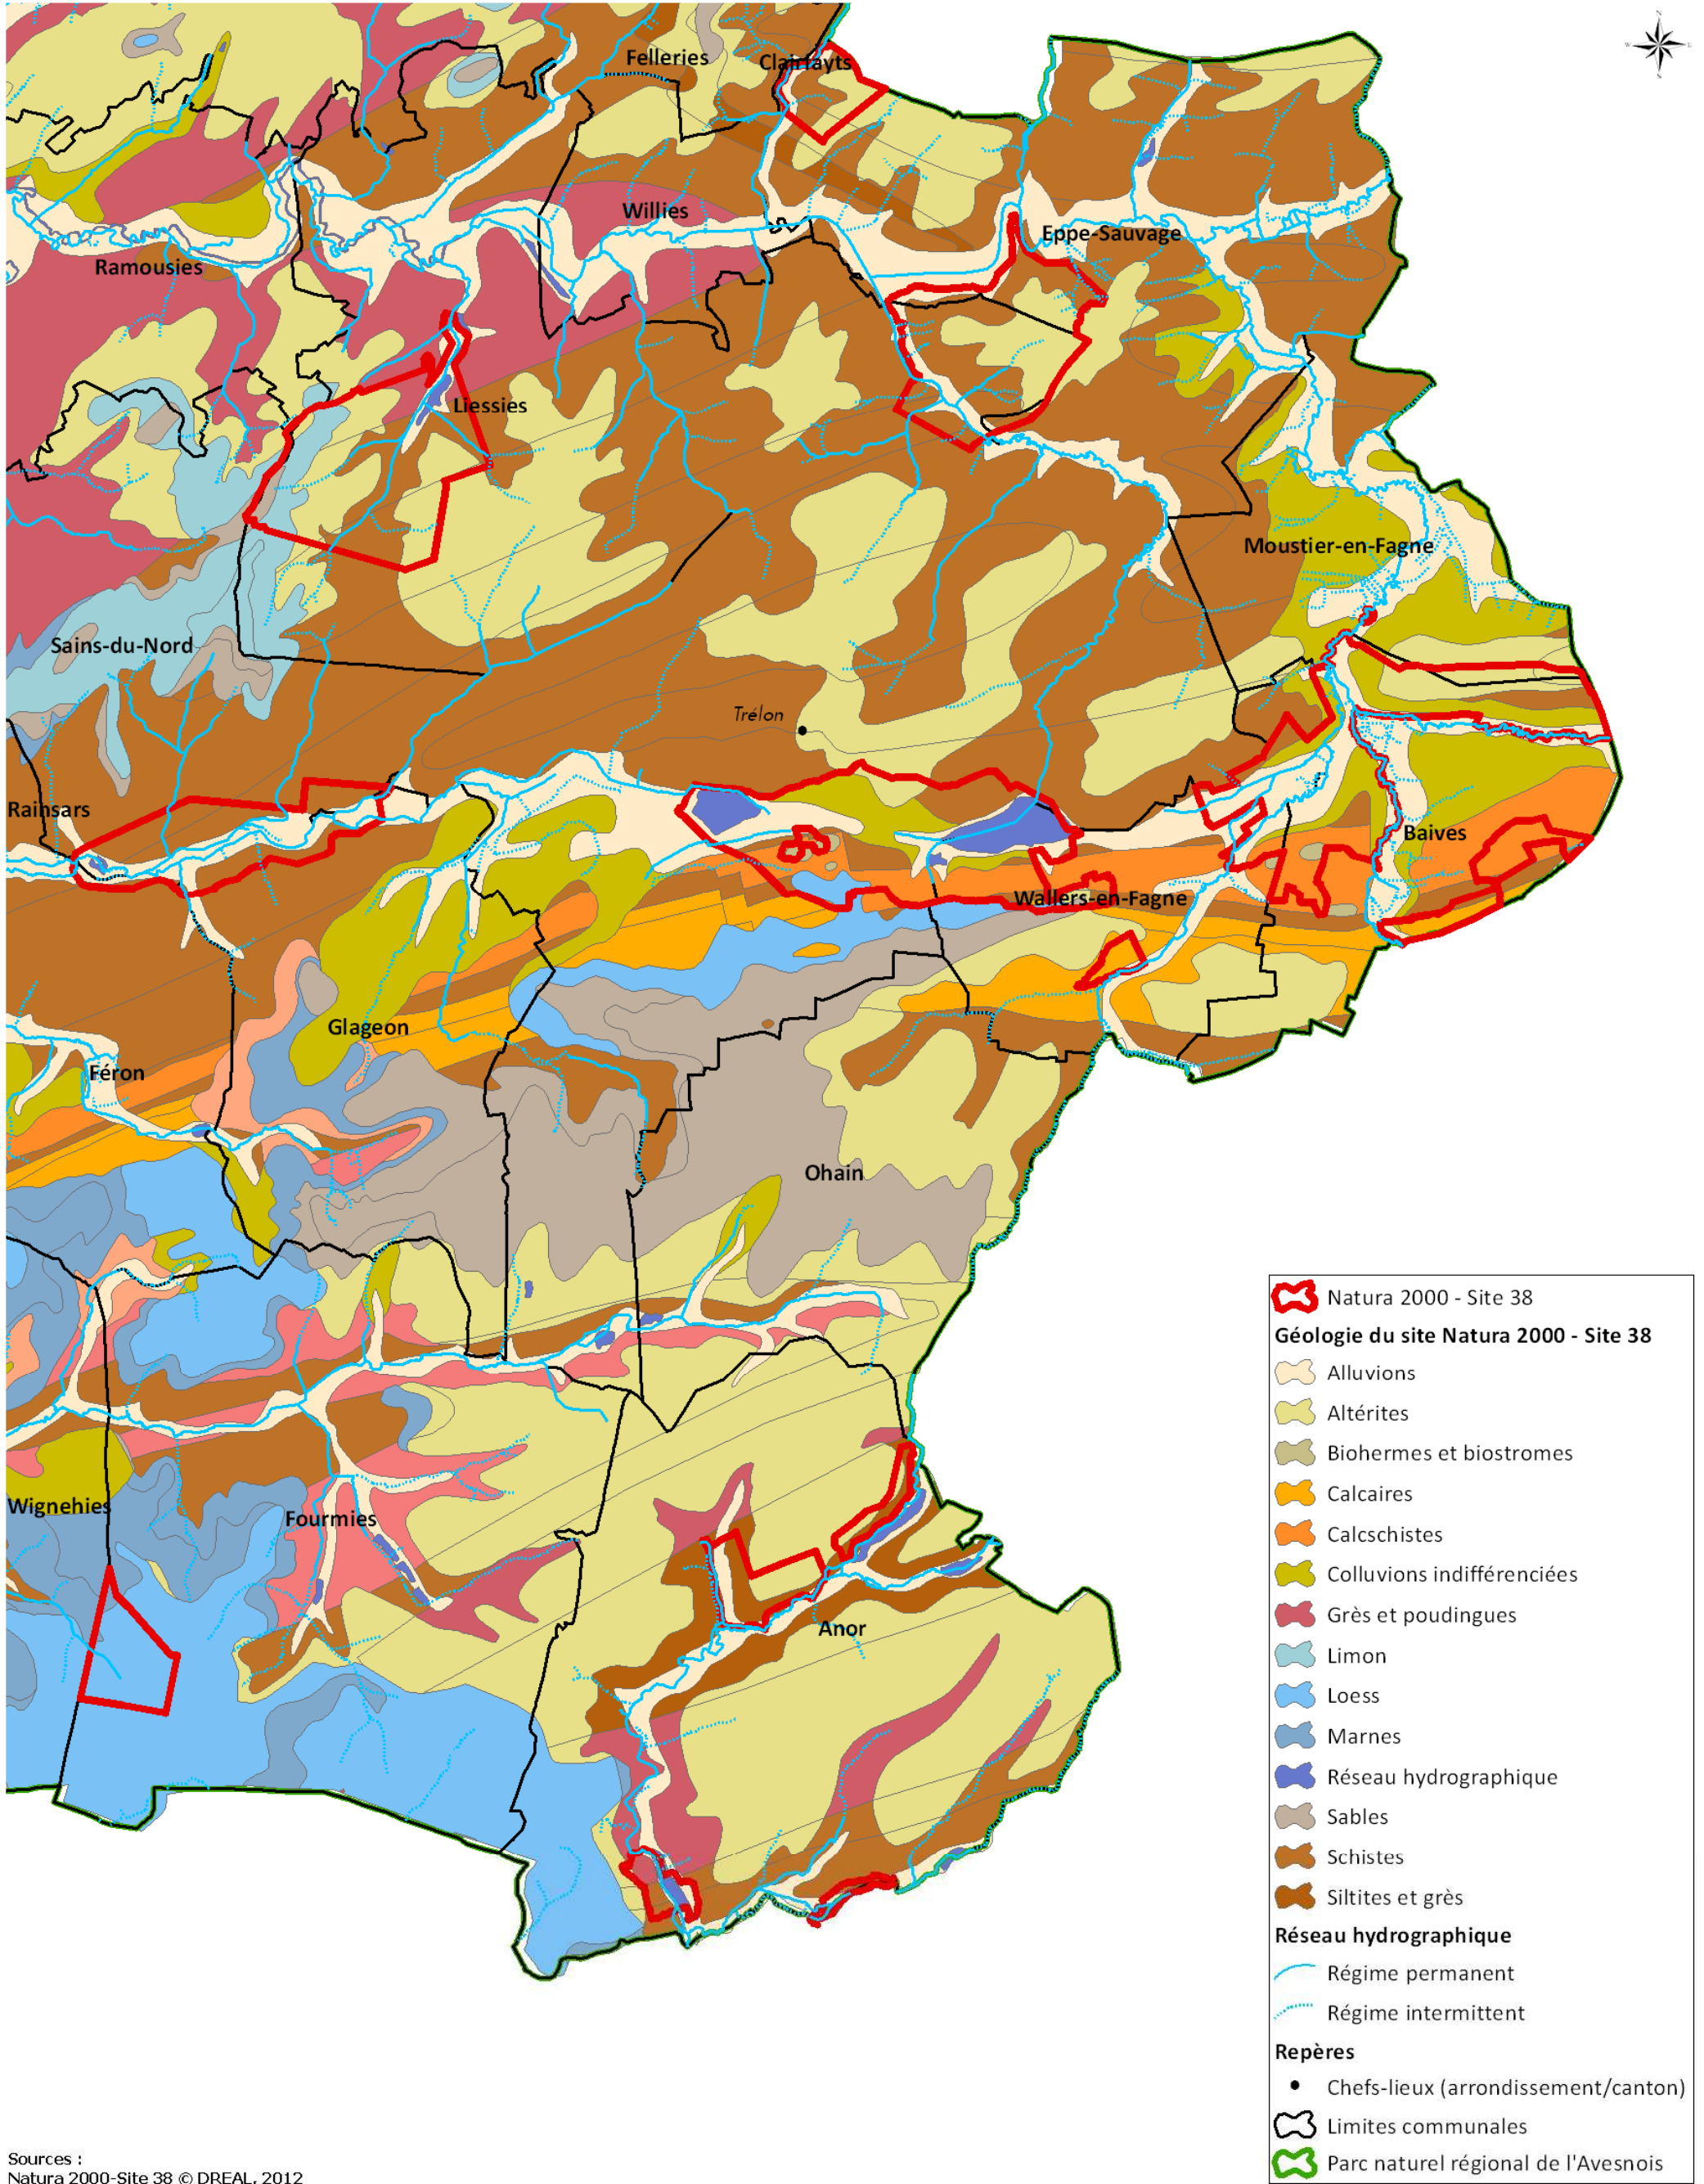 Felleries
Clairfayts
N
W
E
Willies
Eppe-Sauvage
Ramousies
Liessies
Moustier-en-Fagne
Sains-du-Nord
Trélon
Rainsars
Baives
Wallers-en-Fagne
Glageon
Féron
Ohain
Wignehies
Fourmies
Anor
Natura 2000 - Site 38
Géologie du site Natura 2000 - Site 38
Alluvions
Altérites
Biohermes et biostromes
Calcaires
Calcschistes
Colluvions indifférenciées
Grès et poudingues
Limon
Loess
Marnes
Réseau hydrographique
Sables
Schistes
Siltites et grès
Réseau hydrographique
Régime permanent
Régime intermittent
Repères
Chefs-lieux (arrondissement/canton)
Limites communales
Parc naturel régional de l'Avesnois
Sources :
Natura 2000-Site 38 © DREAL, 2012